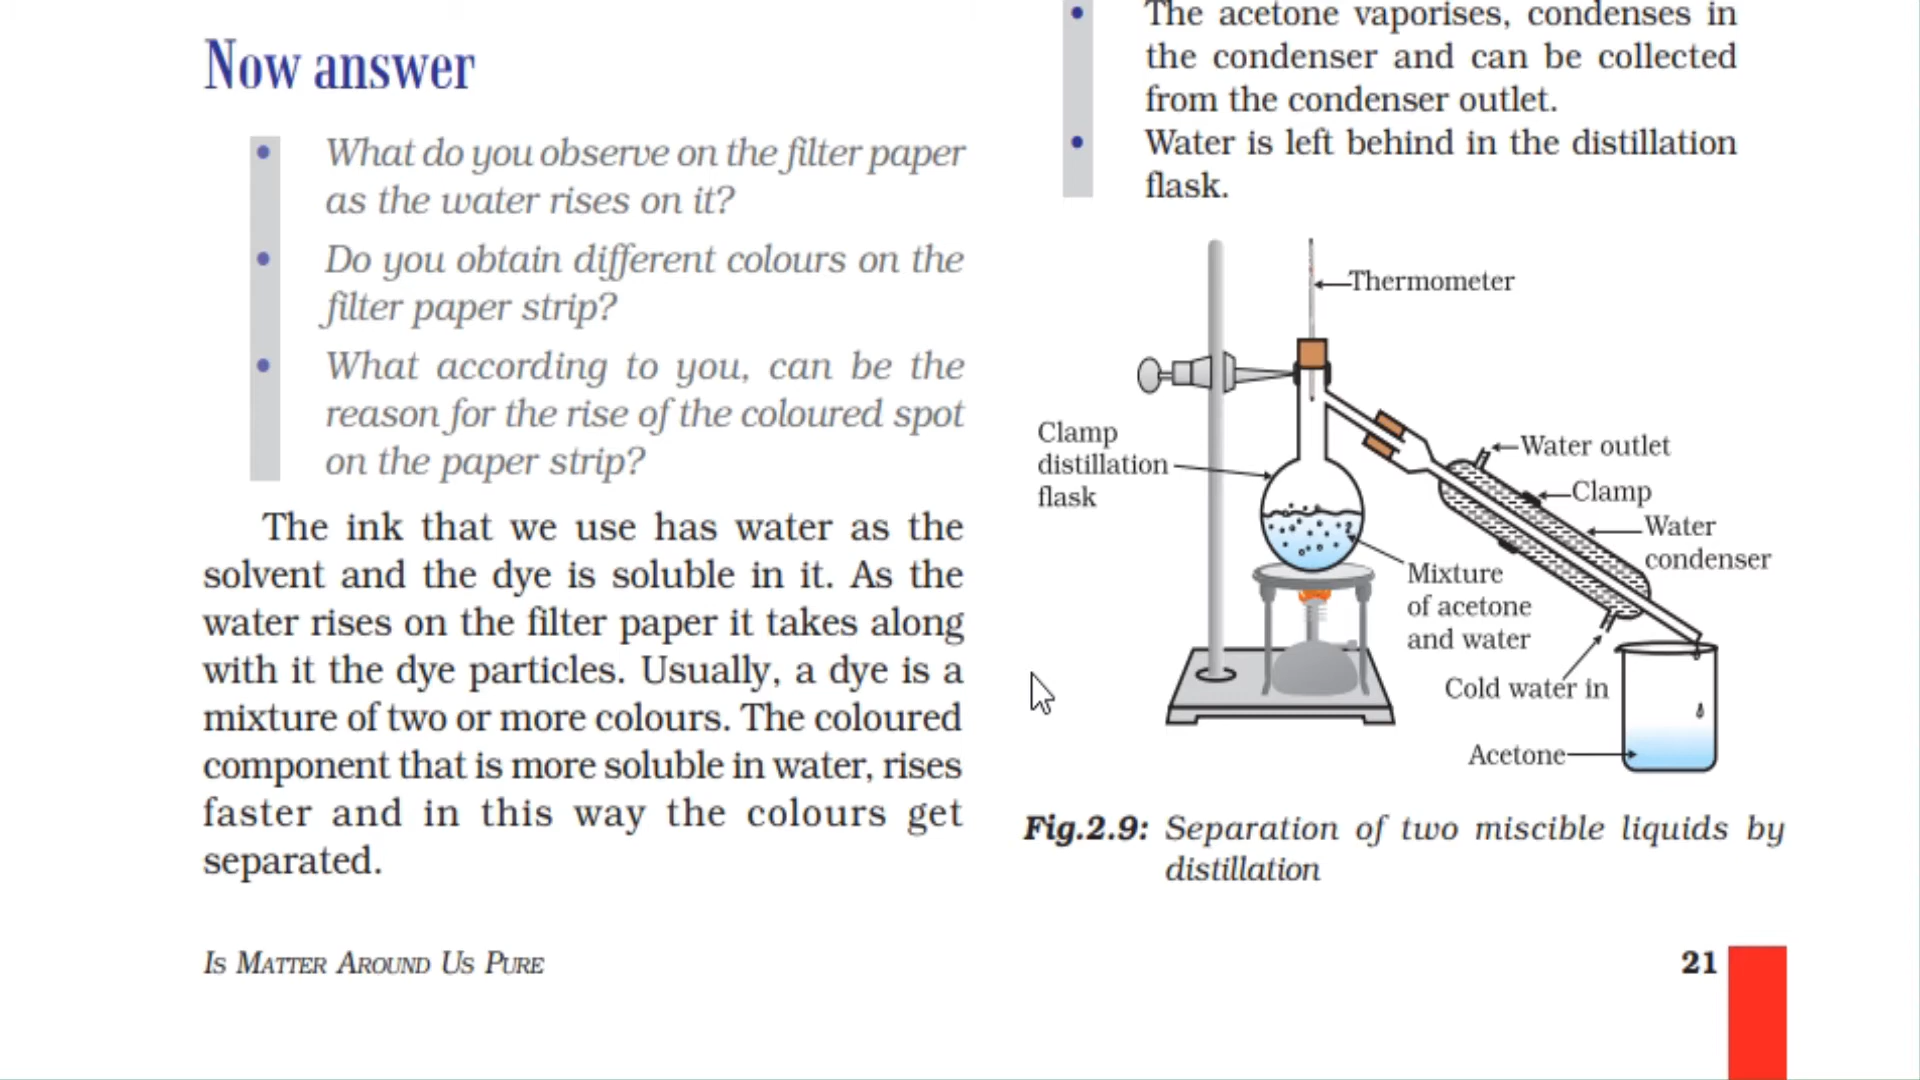 Now answer
• What do you observe on the filter paper
as the water rises on it?
• Do you obtain different colours on the
filter paper strip?
• What according to you, can be the
reason for the rise of the coloured spot
on the paper strip?
The ink that we use has water as the
solvent and the dye is soluble in it. As the
water rises on the filter paper it takes along
with it the dye particles. Usually, a dye is a
mixture of two or more colours. The coloured
component that is more soluble in water, rises
faster and in this way the colours get
separated.
• The acetone vaporises, condenses in
the condenser and can be collected
from the condenser outlet.
• Water is left behind in the distillation
flask.
Thermometer
Clamp
distillation
flask
Water outlet
Clamp
Water
condenser
Mixture
of acetone
and water
Cold water in
Acetone
Fig.2.9: Separation of two miscible liquids by
distillation
IS MATTER AROUND US PURE
21